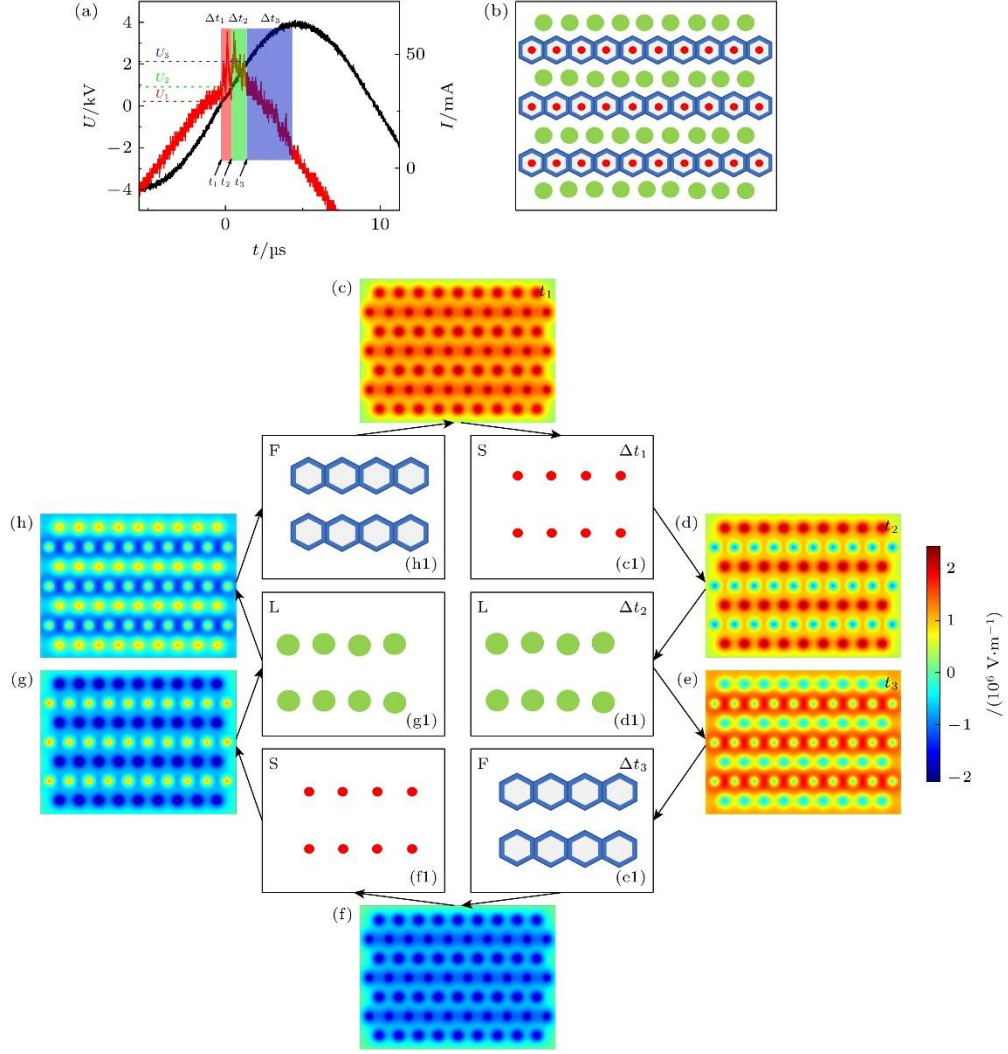 (a)
Δt₁ Δt₂ Δt₃
4
2
0
−2
−4
U/kV
U₃
U₂
U₁
t₁ t₂ t₃
0 10
t/μs
50
0
I/mA
(b)
(c)
t₁
F
(h1)
S Δt₁
(c1)
(h)
(d)
t₂
L
(g1)
L Δt₂
(d1)
(g)
(e)
t₃
S
(f1)
F Δt₃
(e1)
(f)
2
1
0
−1
−2
/(10⁶ V·m⁻¹)